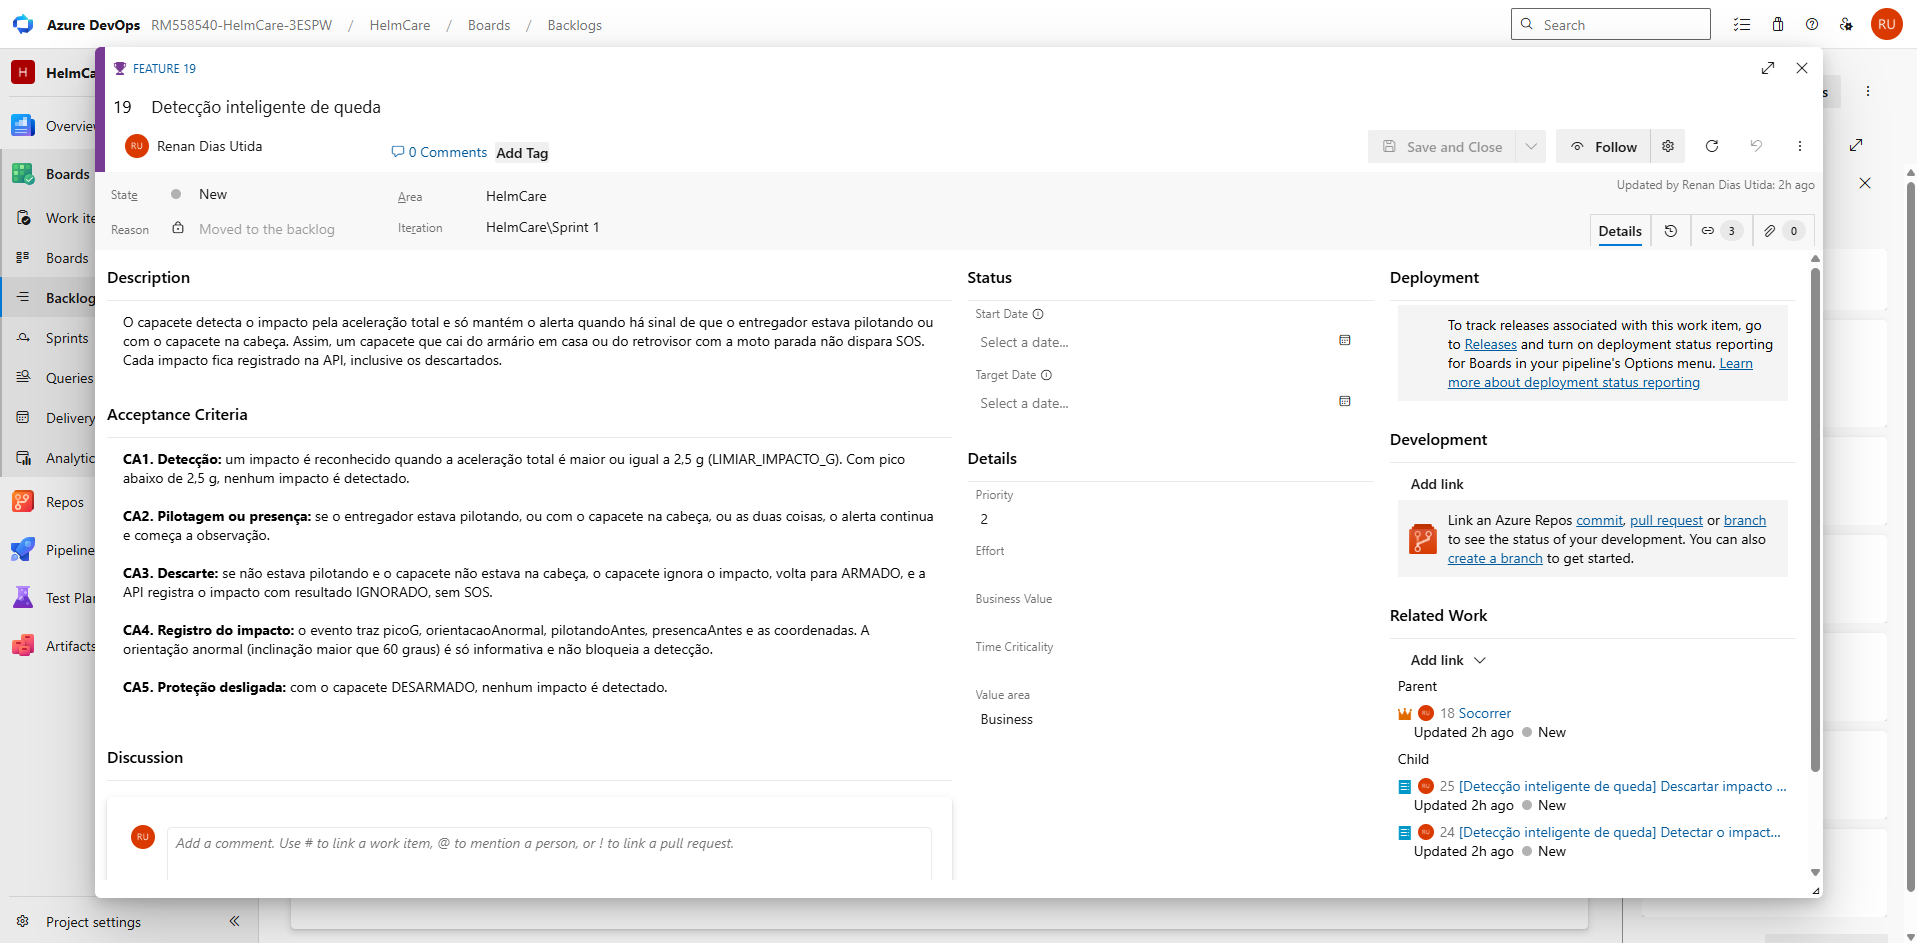 Azure DevOps RM558540-HelmCare-3ESPW / HelmCare / Boards / Backlogs
Search
RU
H HelmCa
Overview
Boards
Work ite
Boards
Backlog
Sprints
Queries
Delivery
Analytic
Repos
Pipeline
Test Plan
Artifacts
Project settings
FEATURE 19
19 Detecção inteligente de queda
RU Renan Dias Utida
0 Comments Add Tag
Save and Close
Follow
State New
Area HelmCare
Updated by Renan Dias Utida: 2h ago
Reason Moved to the backlog
Iteration HelmCare\Sprint 1
Details 3 0
Description
O capacete detecta o impacto pela aceleração total e só mantém o alerta quando há sinal de que o entregador estava pilotando ou
com o capacete na cabeça. Assim, um capacete que cai do armário em casa ou do retrovisor com a moto parada não dispara SOS.
Cada impacto fica registrado na API, inclusive os descartados.
Acceptance Criteria
CA1. Detecção: um impacto é reconhecido quando a aceleração total é maior ou igual a 2,5 g (LIMIAR_IMPACTO_G). Com pico
abaixo de 2,5 g, nenhum impacto é detectado.
CA2. Pilotagem ou presença: se o entregador estava pilotando, ou com o capacete na cabeça, ou as duas coisas, o alerta continua
e começa a observação.
CA3. Descarte: se não estava pilotando e o capacete não estava na cabeça, o capacete ignora o impacto, volta para ARMADO, e a
API registra o impacto com resultado IGNORADO, sem SOS.
CA4. Registro do impacto: o evento traz picoG, orientacaoAnormal, pilotandoAntes, presencaAntes e as coordenadas. A
orientação anormal (inclinação maior que 60 graus) é só informativa e não bloqueia a detecção.
CA5. Proteção desligada: com o capacete DESARMADO, nenhum impacto é detectado.
Discussion
RU
Add a comment. Use # to link a work item, @ to mention a person, or ! to link a pull request.
Status
Start Date
Select a date...
Target Date
Select a date...
Details
Priority
2
Effort
Business Value
Time Criticality
Value area
Business
Deployment
To track releases associated with this work item, go
to Releases and turn on deployment status reporting
for Boards in your pipeline's Options menu. Learn
more about deployment status reporting
Development
Add link
Link an Azure Repos commit, pull request or branch
to see the status of your development. You can also
create a branch to get started.
Related Work
Add link
Parent
RU 18 Socorrer
Updated 2h ago New
Child
RU 25 [Detecção inteligente de queda] Descartar impacto ...
Updated 2h ago New
RU 24 [Detecção inteligente de queda] Detectar o impact...
Updated 2h ago New